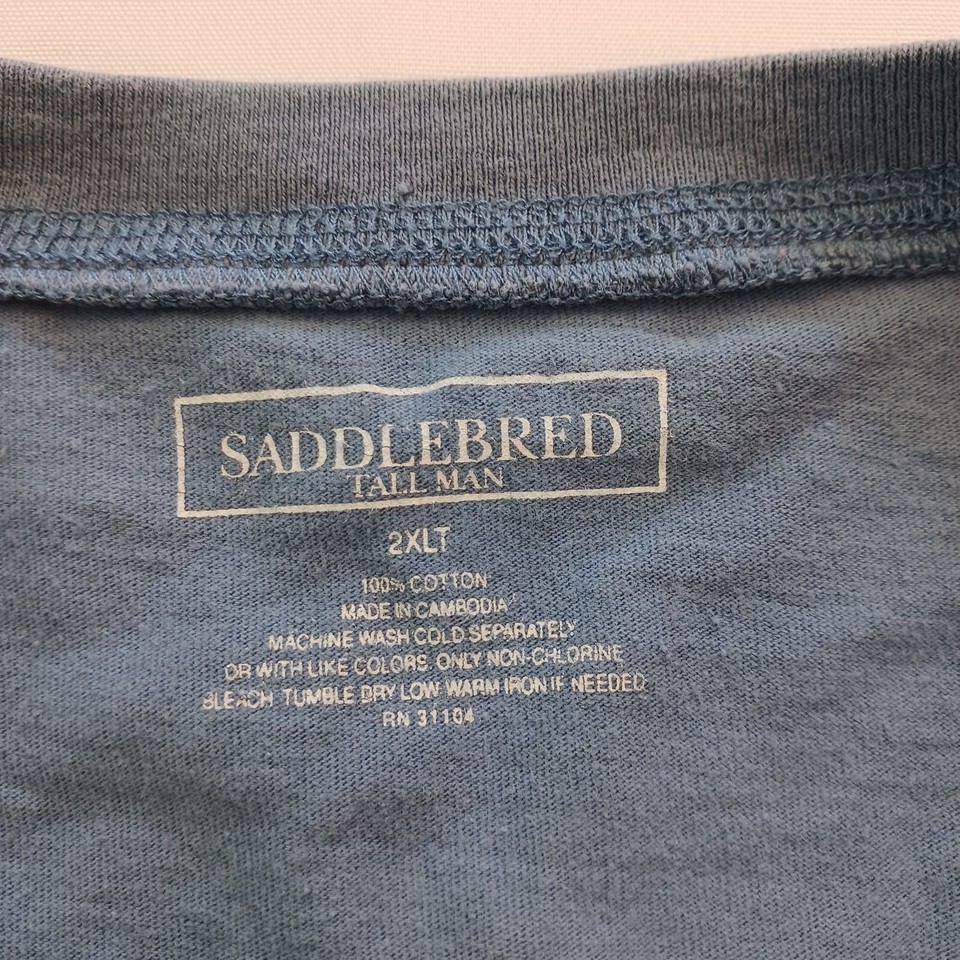 SADDLEBRED
TALL MAN
2XLT
100% COTTON
MADE IN CAMBODIA
MACHINE WASH COLD SEPARATELY
OR WITH LIKE COLORS ONLY NON-CHLORINE
BLEACH TUMBLE DRY LOW WARM IRON IF NEEDED
RN 31104